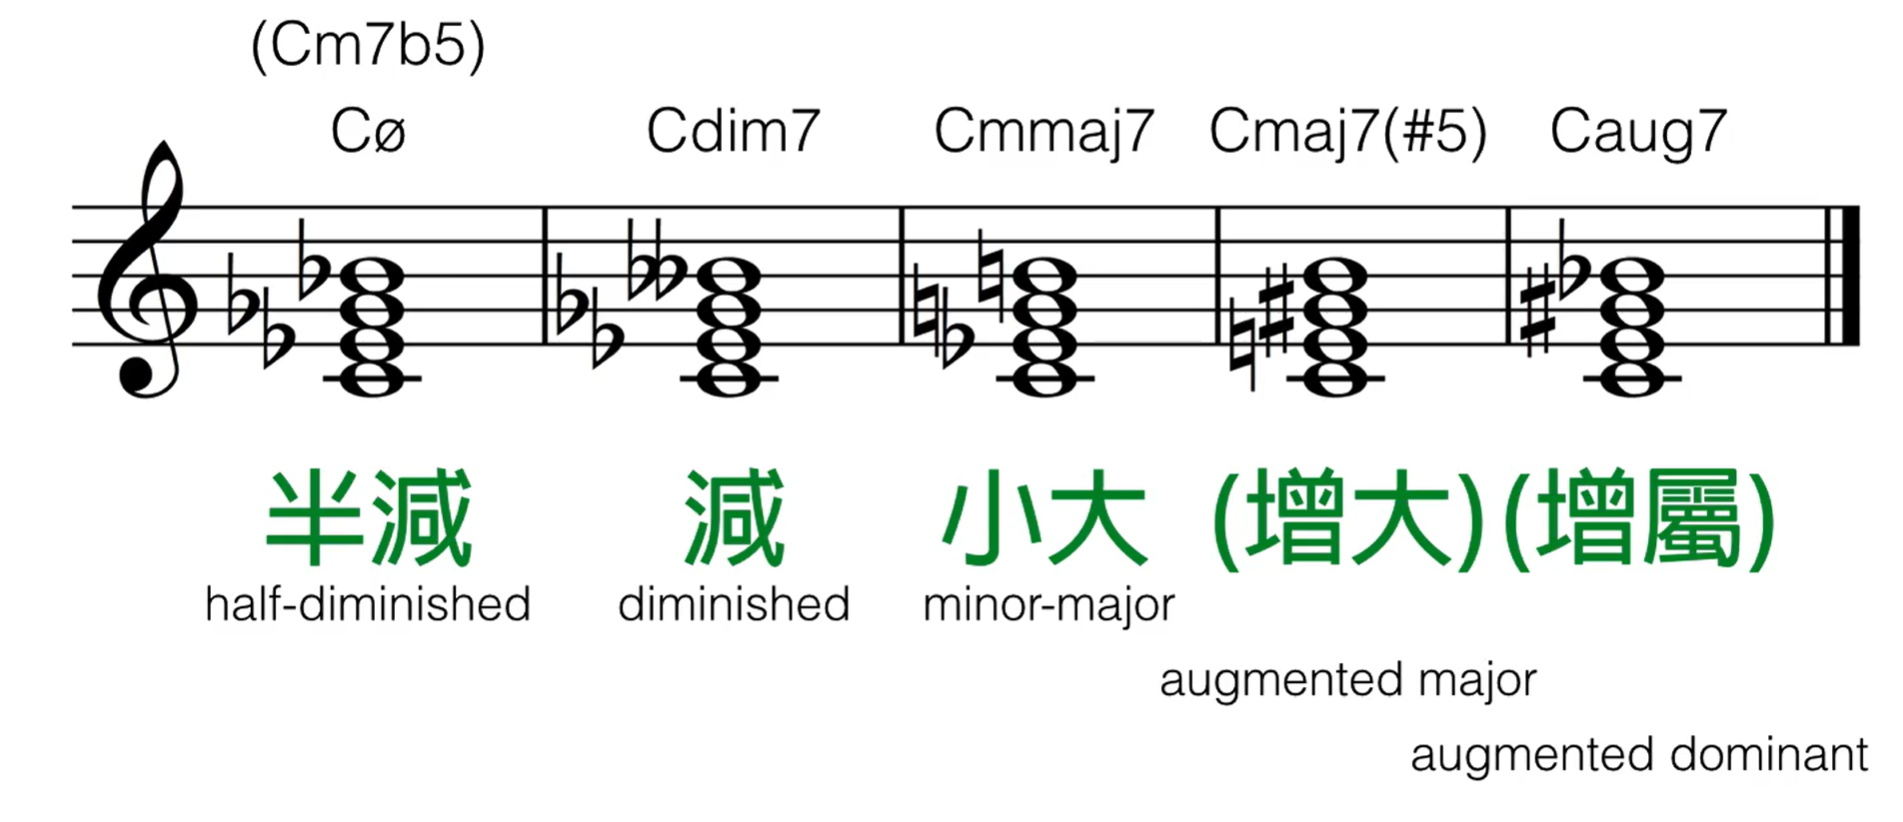 (Cm7b5)
Cø Cdim7 Cmmaj7 Cmaj7(#5) Caug7
半減 減 小大 (增大) (增屬)
half-diminished diminished minor-major
augmented major
augmented dominant